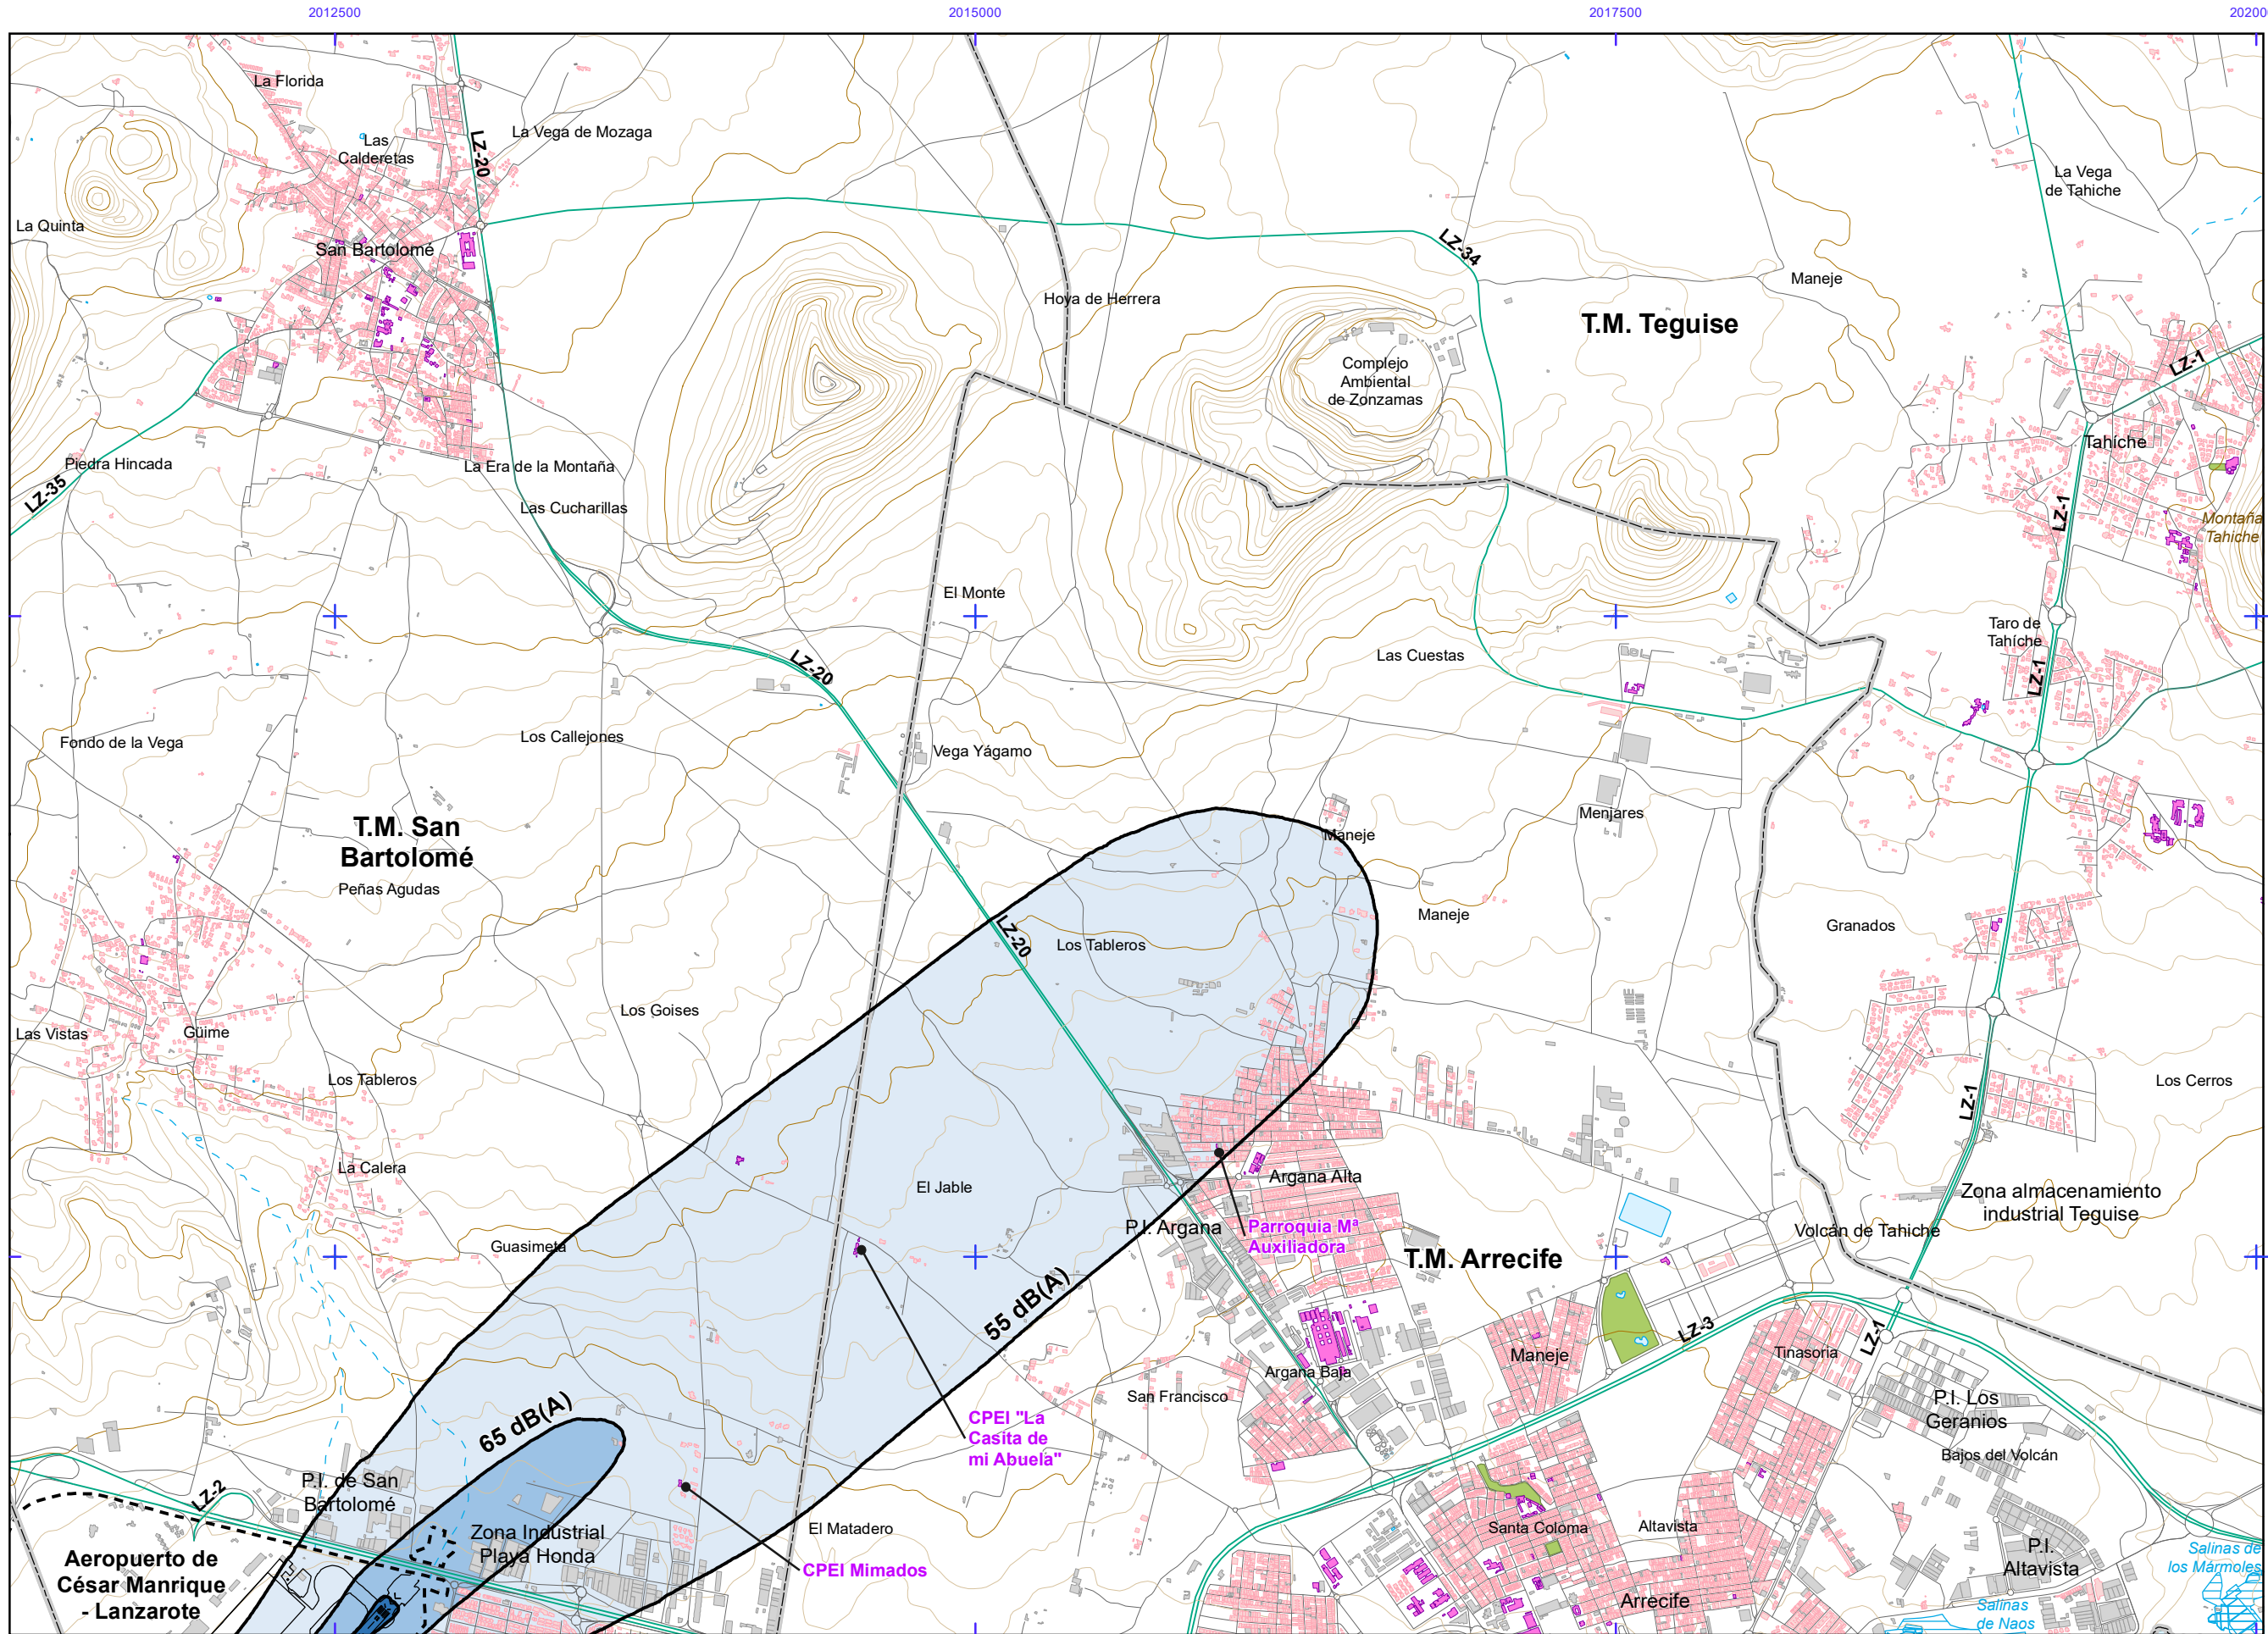 2012500
2015000
2017500
20200
La Florida
Las
Calderetas
LZ-20
La Vega de Mozaga
La Vega
de Tahiche
La Quinta
San Bartolomé
LZ-34
Hoya de Herrera
Maneje
T.M. Teguise
Complejo
Ambiental
de Zonzamas
LZ-1
Tahíche
Piedra Hincada
LZ-35
La Era de la Montaña
Las Cucharillas
LZ-1
Montaña
Tahiche
El Monte
Taro de
Tahíche
LZ-20
Las Cuestas
LZ-1
Fondo de la Vega
Los Callejones
Vega Yágamo
T.M. San
Bartolomé
Peñas Agudas
Menjares
Maneje
Maneje
Granados
LZ-20
Los Tableros
Los Goises
Las Vistas
Güime
Los Tableros
Los Cerros
LZ-1
La Calera
El Jable
Argana Alta
Zona almacenamiento
industrial Teguise
P.I. Argana
Parroquia Mª
Auxiliadora
Volcán de Tahiche
Guasimeta
T.M. Arrecife
55 dB(A)
LZ-3
LZ-1
Maneje
Tinasoria
Argana Baja
San Francisco
P.I. Los
Geranios
65 dB(A)
CPEI "La
Casita de
mi Abuela"
Bajos del Volcán
LZ-2
P.I. de San
Bartolomé
Zona Industrial
Playa Honda
El Matadero
Santa Coloma
Altavista
P.I.
Altavista
Salinas de
los Mármoles
Aeropuerto de
César Manrique
- Lanzarote
CPEI Mimados
Arrecife
Salinas
de Naos